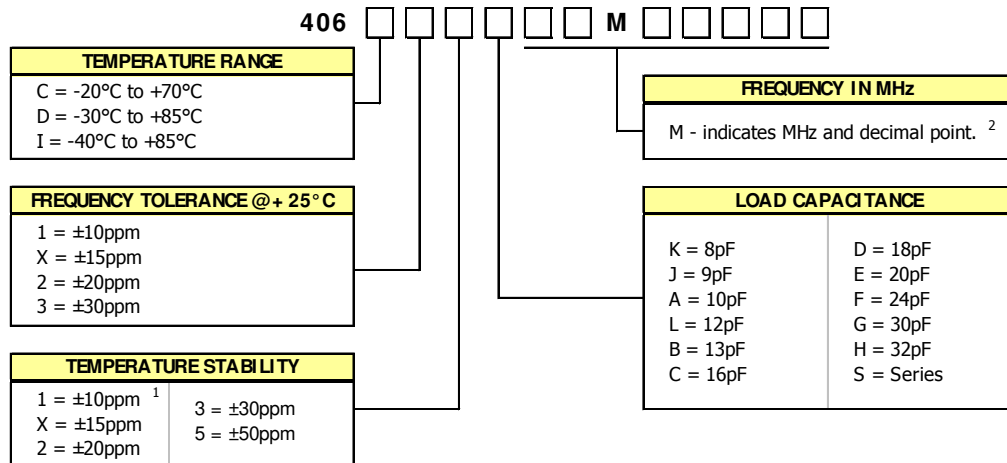 406 M
TEMPERATURE RANGE
C = -20°C to +70°C
D = -30°C to +85°C
I = -40°C to +85°C
FREQUENCY IN MHz
M - indicates MHz and decimal point. 2
FREQUENCY TOLERANCE @ + 25°C
1 = ±10ppm
X = ±15ppm
2 = ±20ppm
3 = ±30ppm
LOAD CAPACITANCE
K = 8pF
J = 9pF
A = 10pF
L = 12pF
B = 13pF
C = 16pF
D = 18pF
E = 20pF
F = 24pF
G = 30pF
H = 32pF
S = Series
TEMPERATURE STABILITY
1 = ±10ppm 1
X = ±15ppm
2 = ±20ppm
3 = ±30ppm
5 = ±50ppm